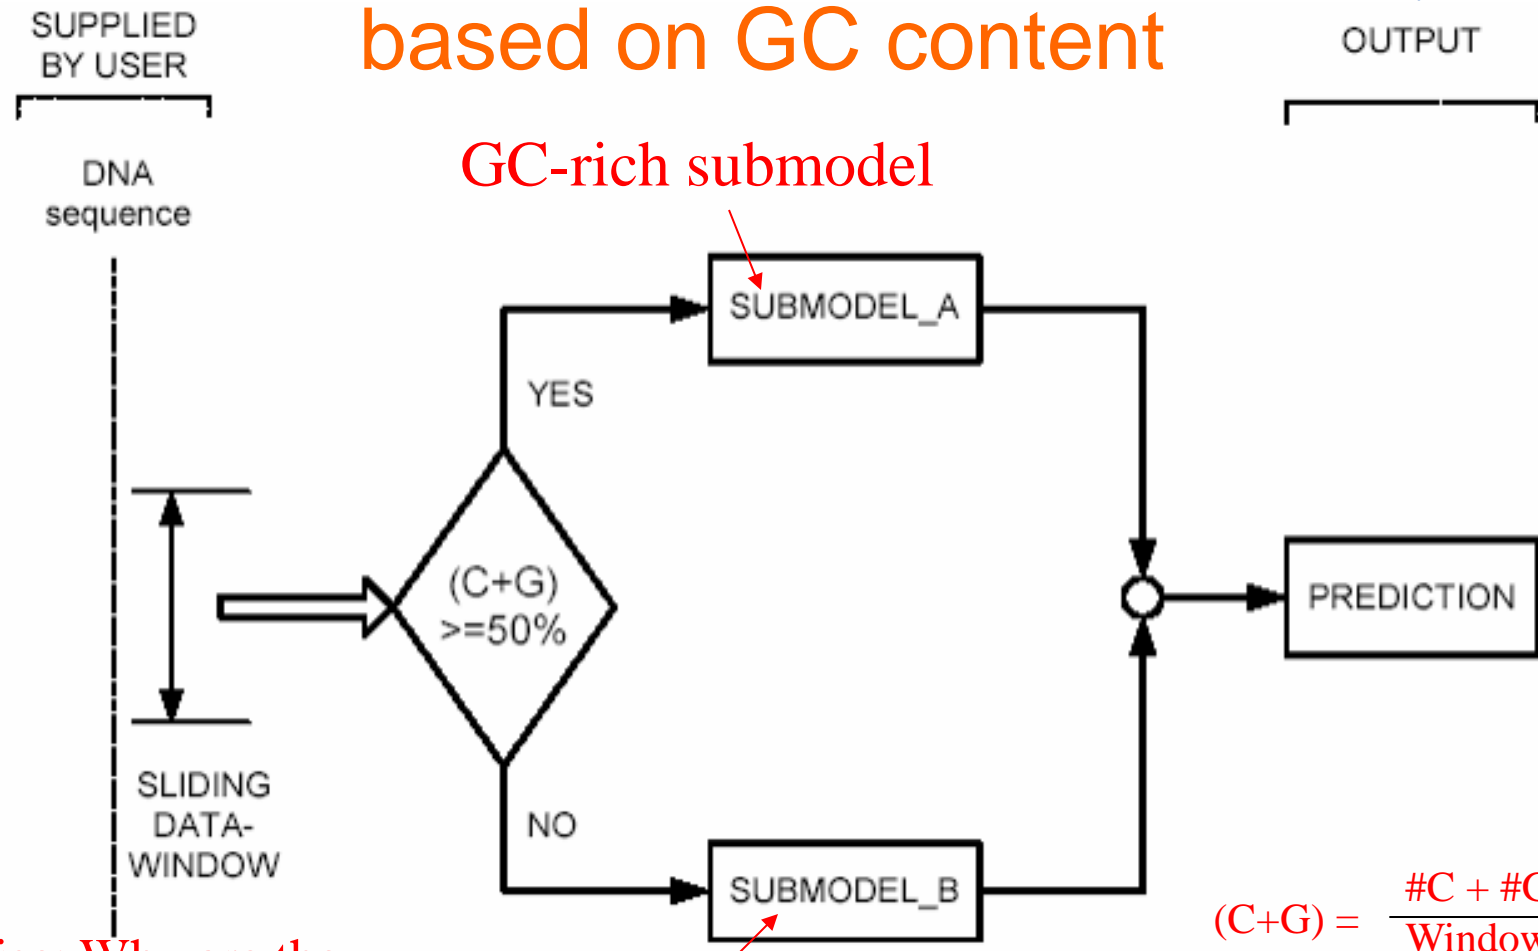 SUPPLIED
BY USER
based on GC content
OUTPUT
DNA
sequence
GC-rich submodel
SUBMODEL_A
YES
(C+G)
>=50%
PREDICTION
SLIDING
DATA-
WINDOW
NO
SUBMODEL_B
(C+G) =
#C + #
Window